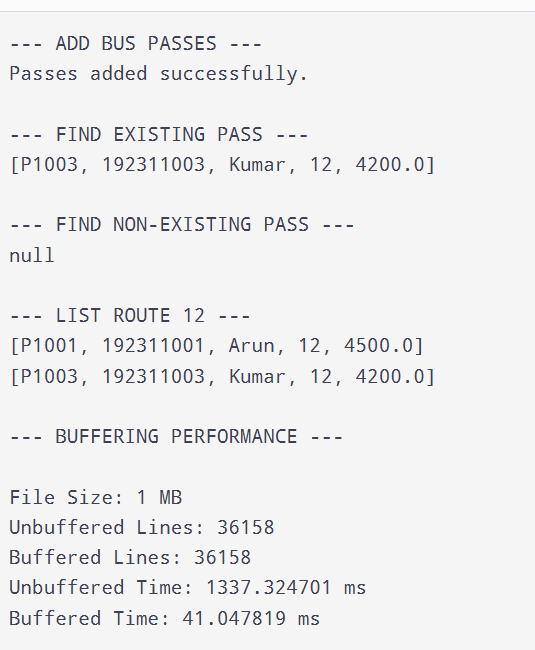 --- ADD BUS PASSES ---
Passes added successfully.
--- FIND EXISTING PASS ---
[P1003, 192311003, Kumar, 12, 4200.0]
--- FIND NON-EXISTING PASS ---
null
--- LIST ROUTE 12 ---
[P1001, 192311001, Arun, 12, 4500.0]
[P1003, 192311003, Kumar, 12, 4200.0]
--- BUFFERING PERFORMANCE ---
File Size: 1 MB
Unbuffered Lines: 36158
Buffered Lines: 36158
Unbuffered Time: 1337.324701 ms
Buffered Time: 41.047819 ms